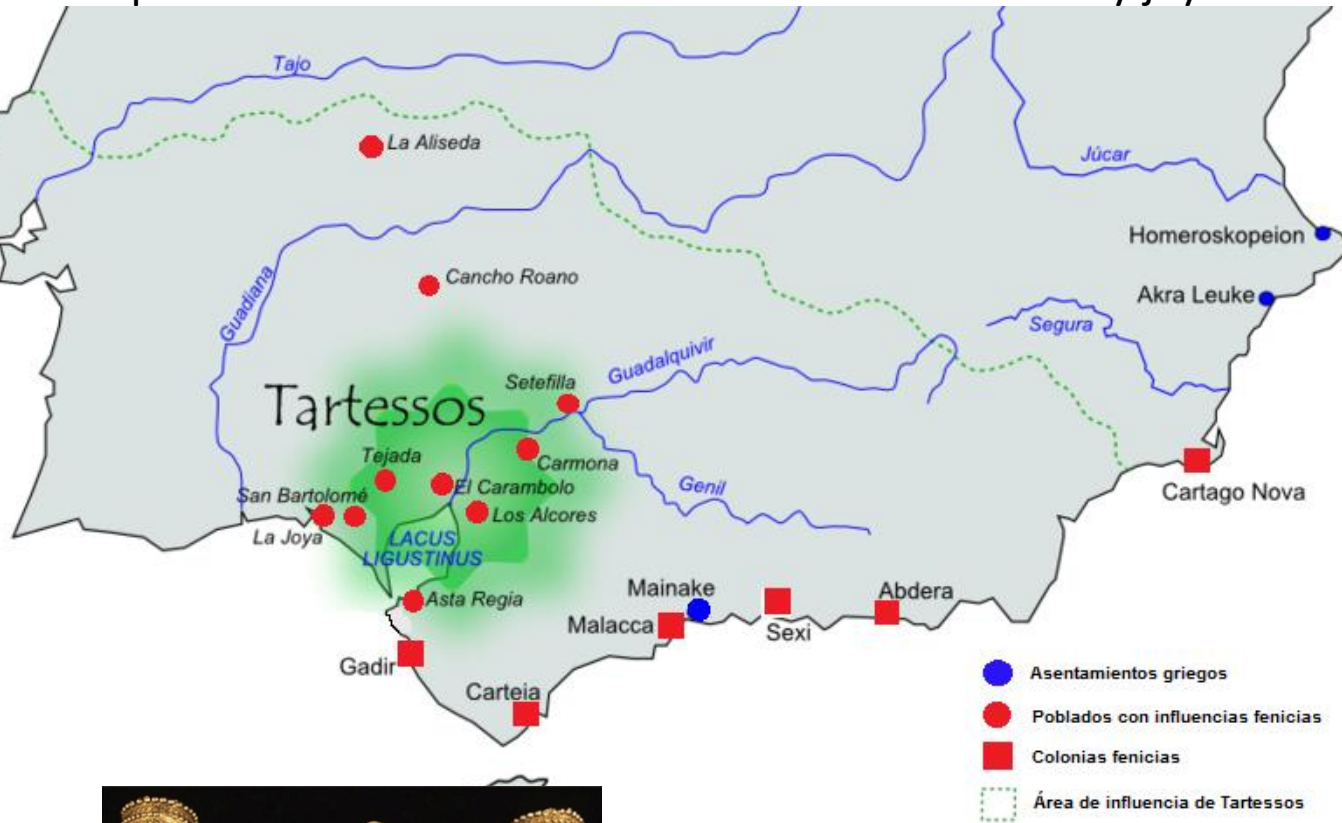 Tajo
La Aliseda
Júcar
Homeroskopeion
Cancho Roano
Akra Leuke
Guadiana
Segura
Guadalquivir
Setefilla
Tartessos
Tejada
Carmona
Cartago Nova
El Carambolo
Genil
San Bartolomé
Los Alcores
La Joya
LACUS
LIGUSTINUS
Mainake
Abdera
Asta Regia
Malacca
Sexi
Gadir
Carteia
Asentamientos griegos
Poblados con influencias fenicias
Colonias fenicias
Área de influencia de Tartessos